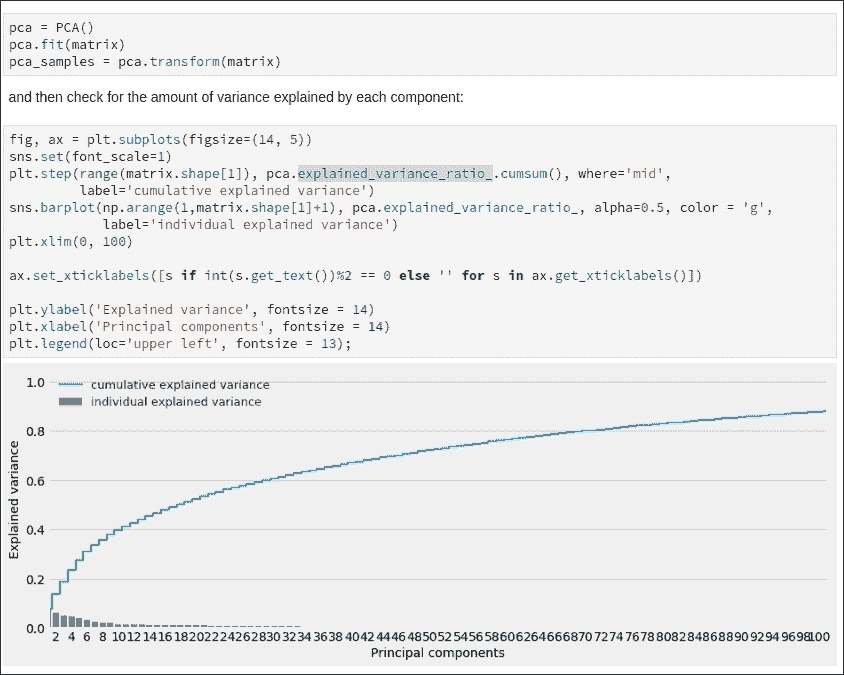 pca = PCA()
pca.fit(matrix)
pca_samples = pca.transform(matrix)
and then check for the amount of variance explained by each component:
fig, ax = plt.subplots(figsize=(14, 5))
sns.set(font_scale=1)
plt.step(range(matrix.shape[1]), pca.explained_variance_ratio_.cumsum(), where='mid',
label='cumulative explained variance')
sns.barplot(np.arange(1,matrix.shape[1]+1), pca.explained_variance_ratio_, alpha=0.5, color = 'g',
label='individual explained variance')
plt.xlim(0, 100)
ax.set_xticklabels([s if int(s.get_text())%2 == 0 else '' for s in ax.get_xticklabels()])
plt.ylabel('Explained variance', fontsize = 14)
plt.xlabel('Principal components', fontsize = 14)
plt.legend(loc='upper left', fontsize = 13);
1.0
cumulative explained variance
individual explained variance
0.8
0.6
0.4
0.2
0.0
Explained variance
2 4 6 8 10 12 14 16 18 20 22 24 26 28 30 32 34 36 38 40 42 44 46 48 50 52 54 56 58 60 62 64 66 68 70 72 74 76 78 80 82 84 86 88 90 92 94 96 98 100
Principal components